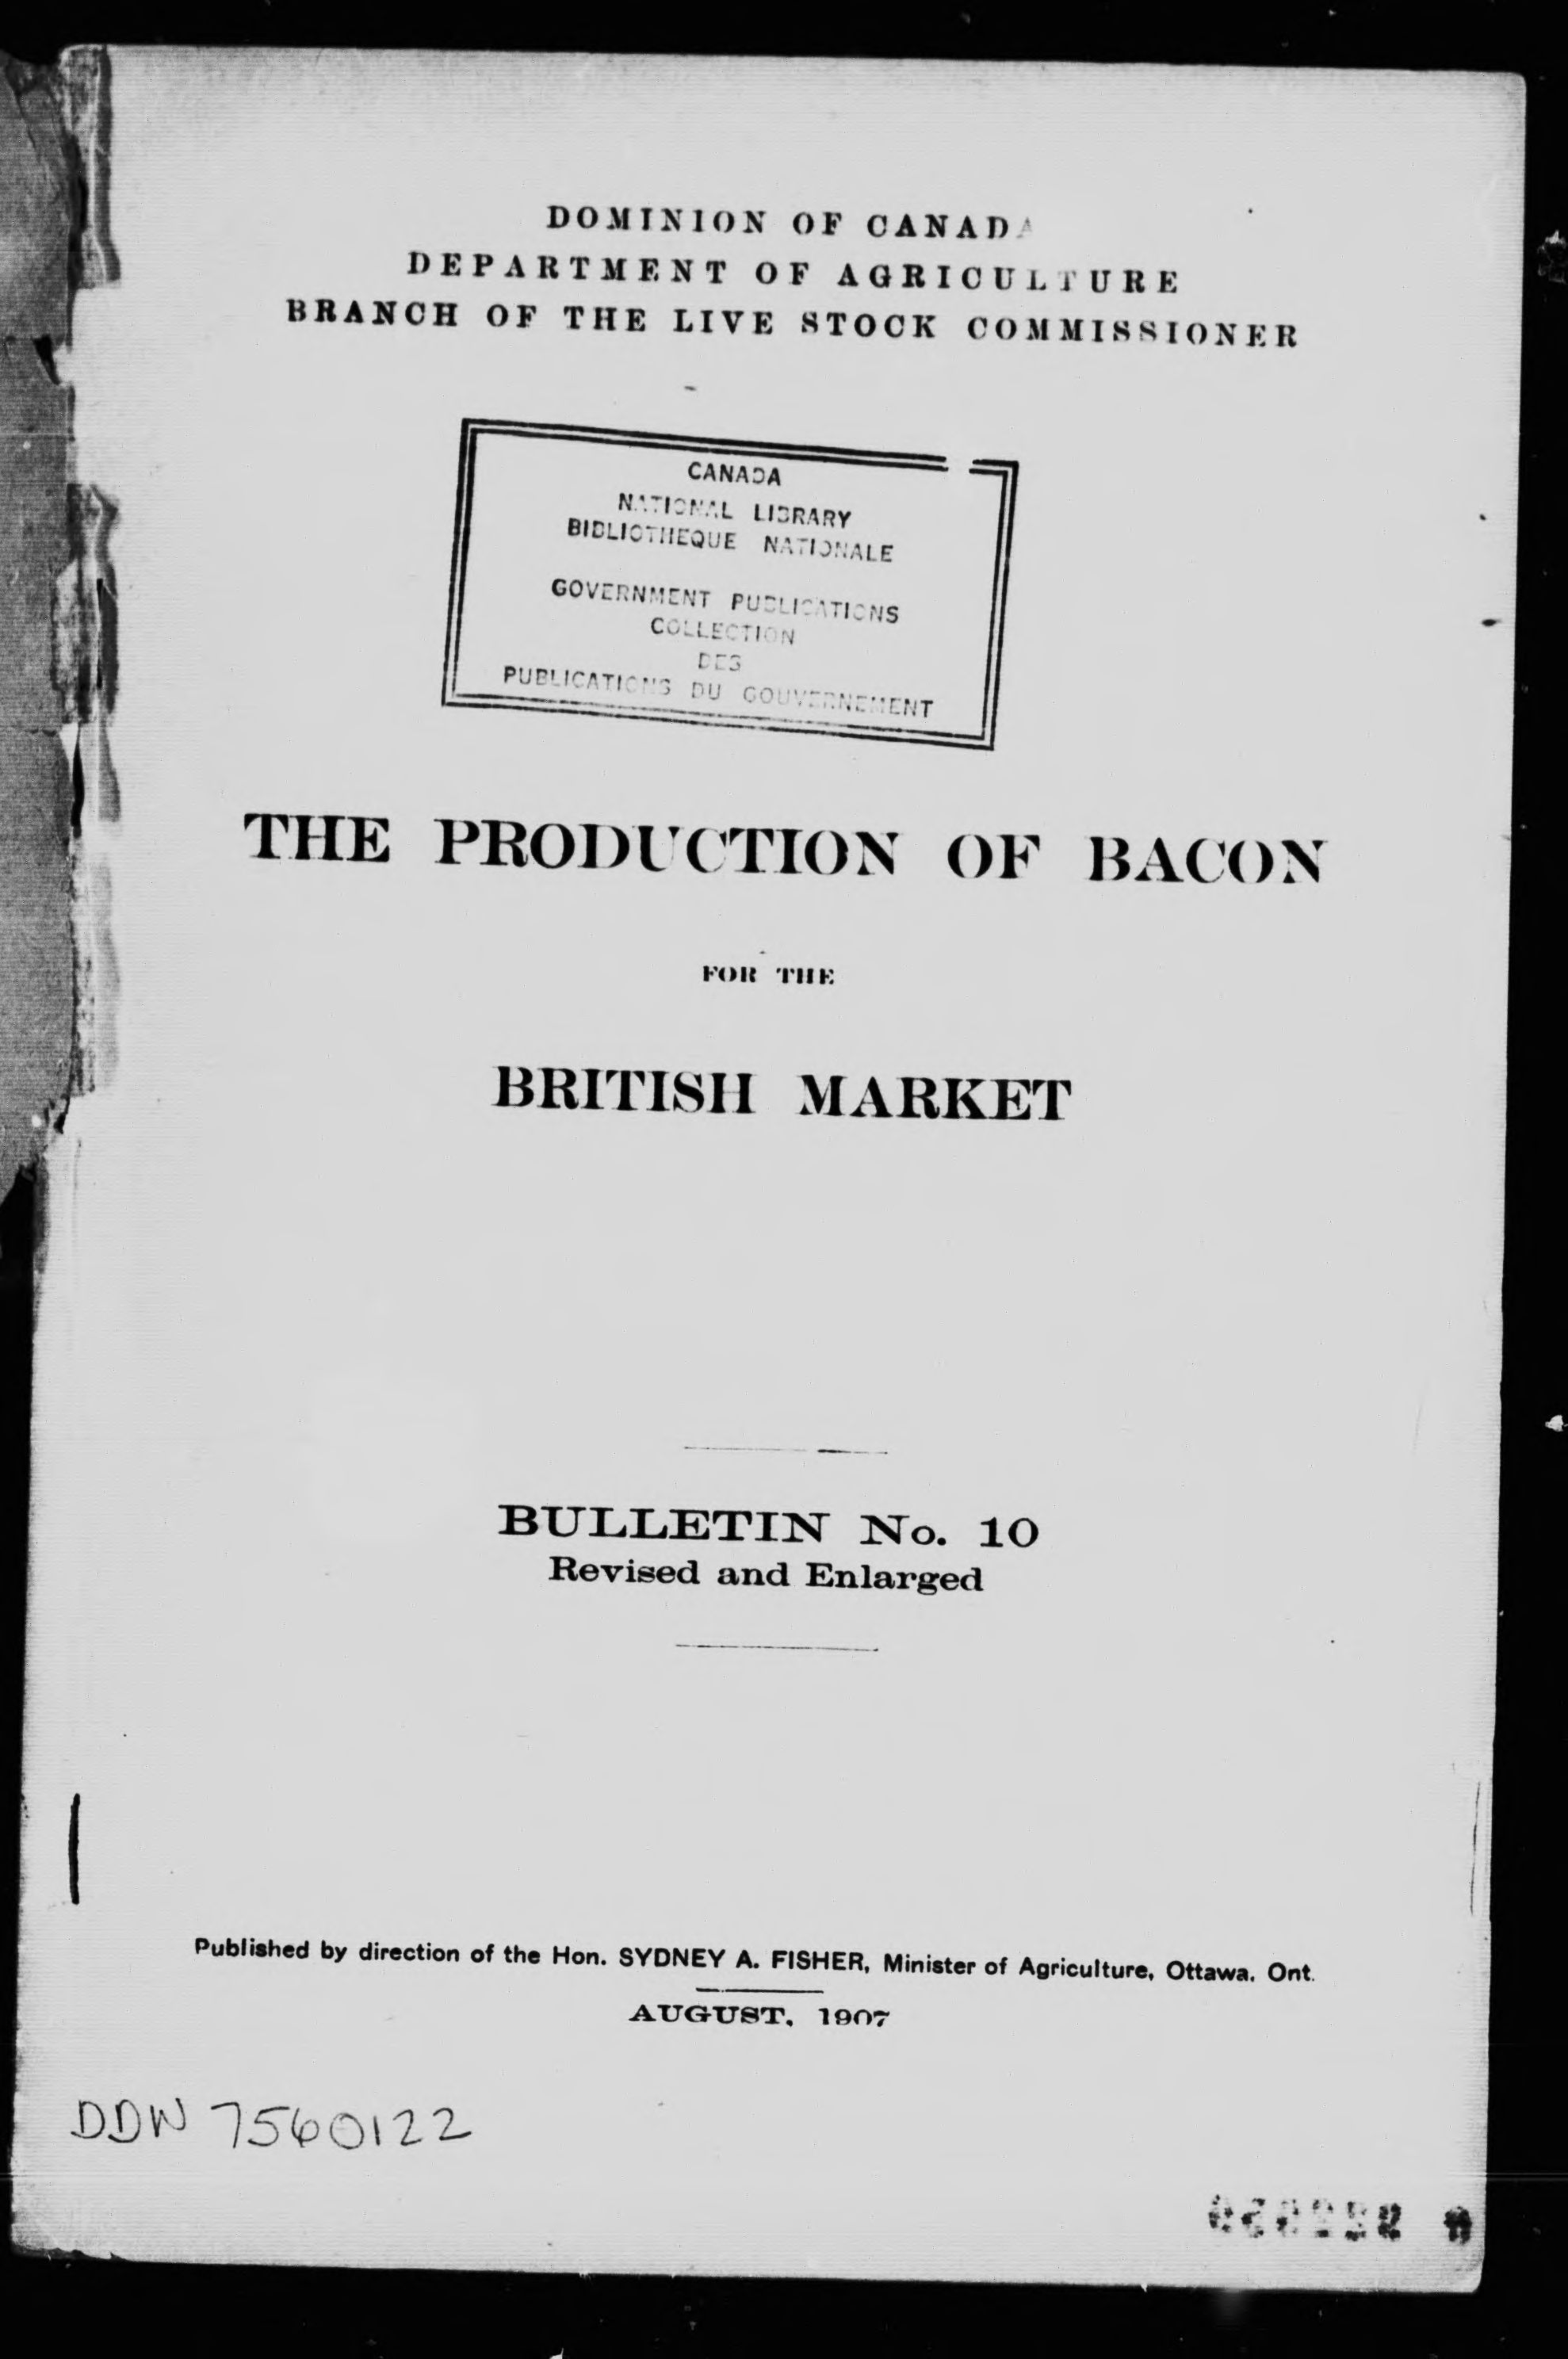 DOMINION OF CANADA
DEPARTMENT OF AGRICULTURE
BRANCH OF THE LIVE STOCK COMMISSIONER
CANADA
NATIONAL LIBRARY
BIBLIOTHEQUE NATIONALE
GOVERNMENT PUBLICATIONS
COLLECTION
DES
PUBLICATIONS DU GOUVERNEMENT
THE PRODUCTION OF BACON
FOR THE
BRITISH MARKET
BULLETIN No. 10
Revised and Enlarged
Published by direction of the Hon. SYDNEY A. FISHER, Minister of Agriculture, Ottawa, Ont.
AUGUST, 1907
DDW 7560122